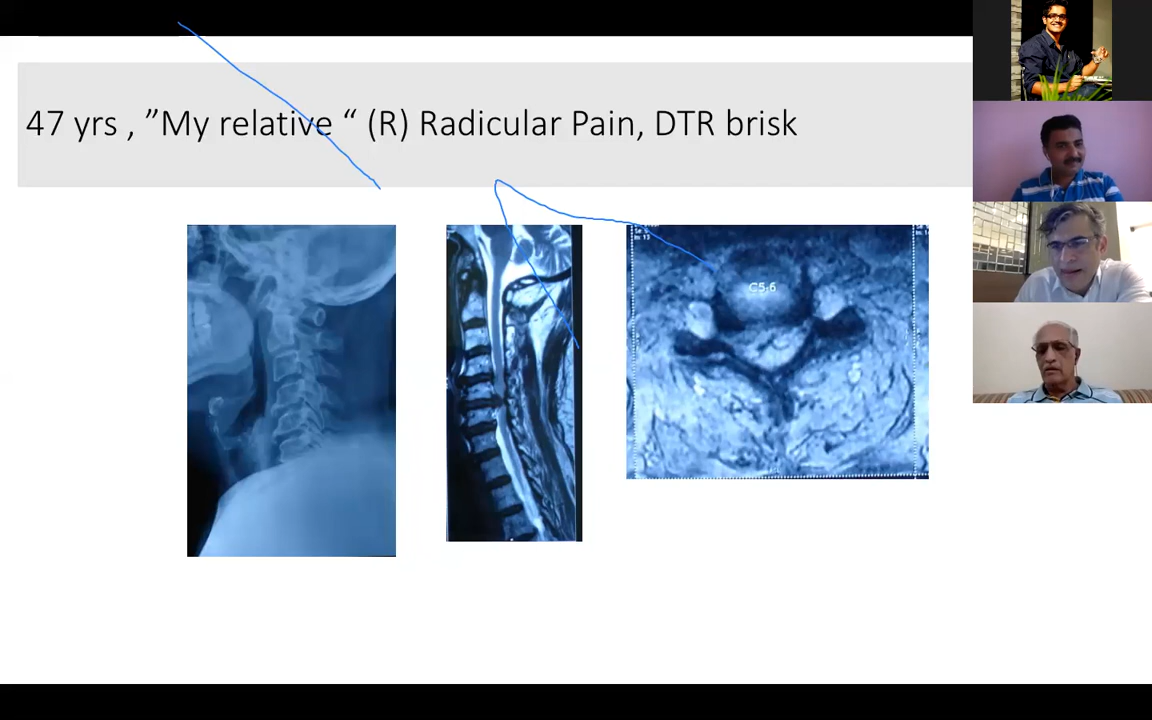 47 yrs , ”My relative “ (R) Radicular Pain, DTR brisk
C5,6